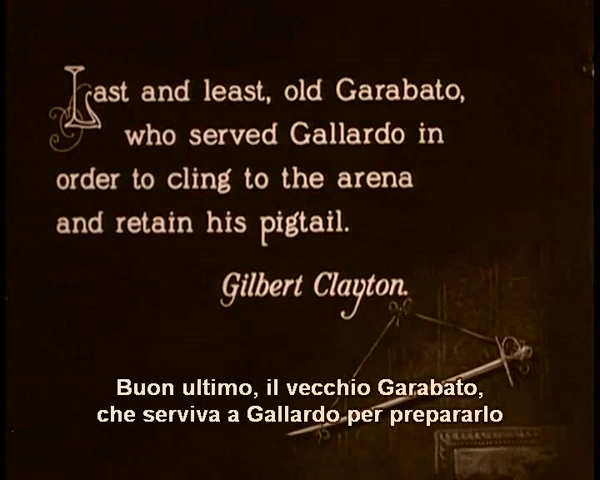 Last and least, old Garabato,
who served Gallardo in
order to cling to the arena
and retain his pigtail.
Gilbert Clayton.
Buon ultimo, il vecchio Garabato,
che serviva a Gallardo per prepararlo